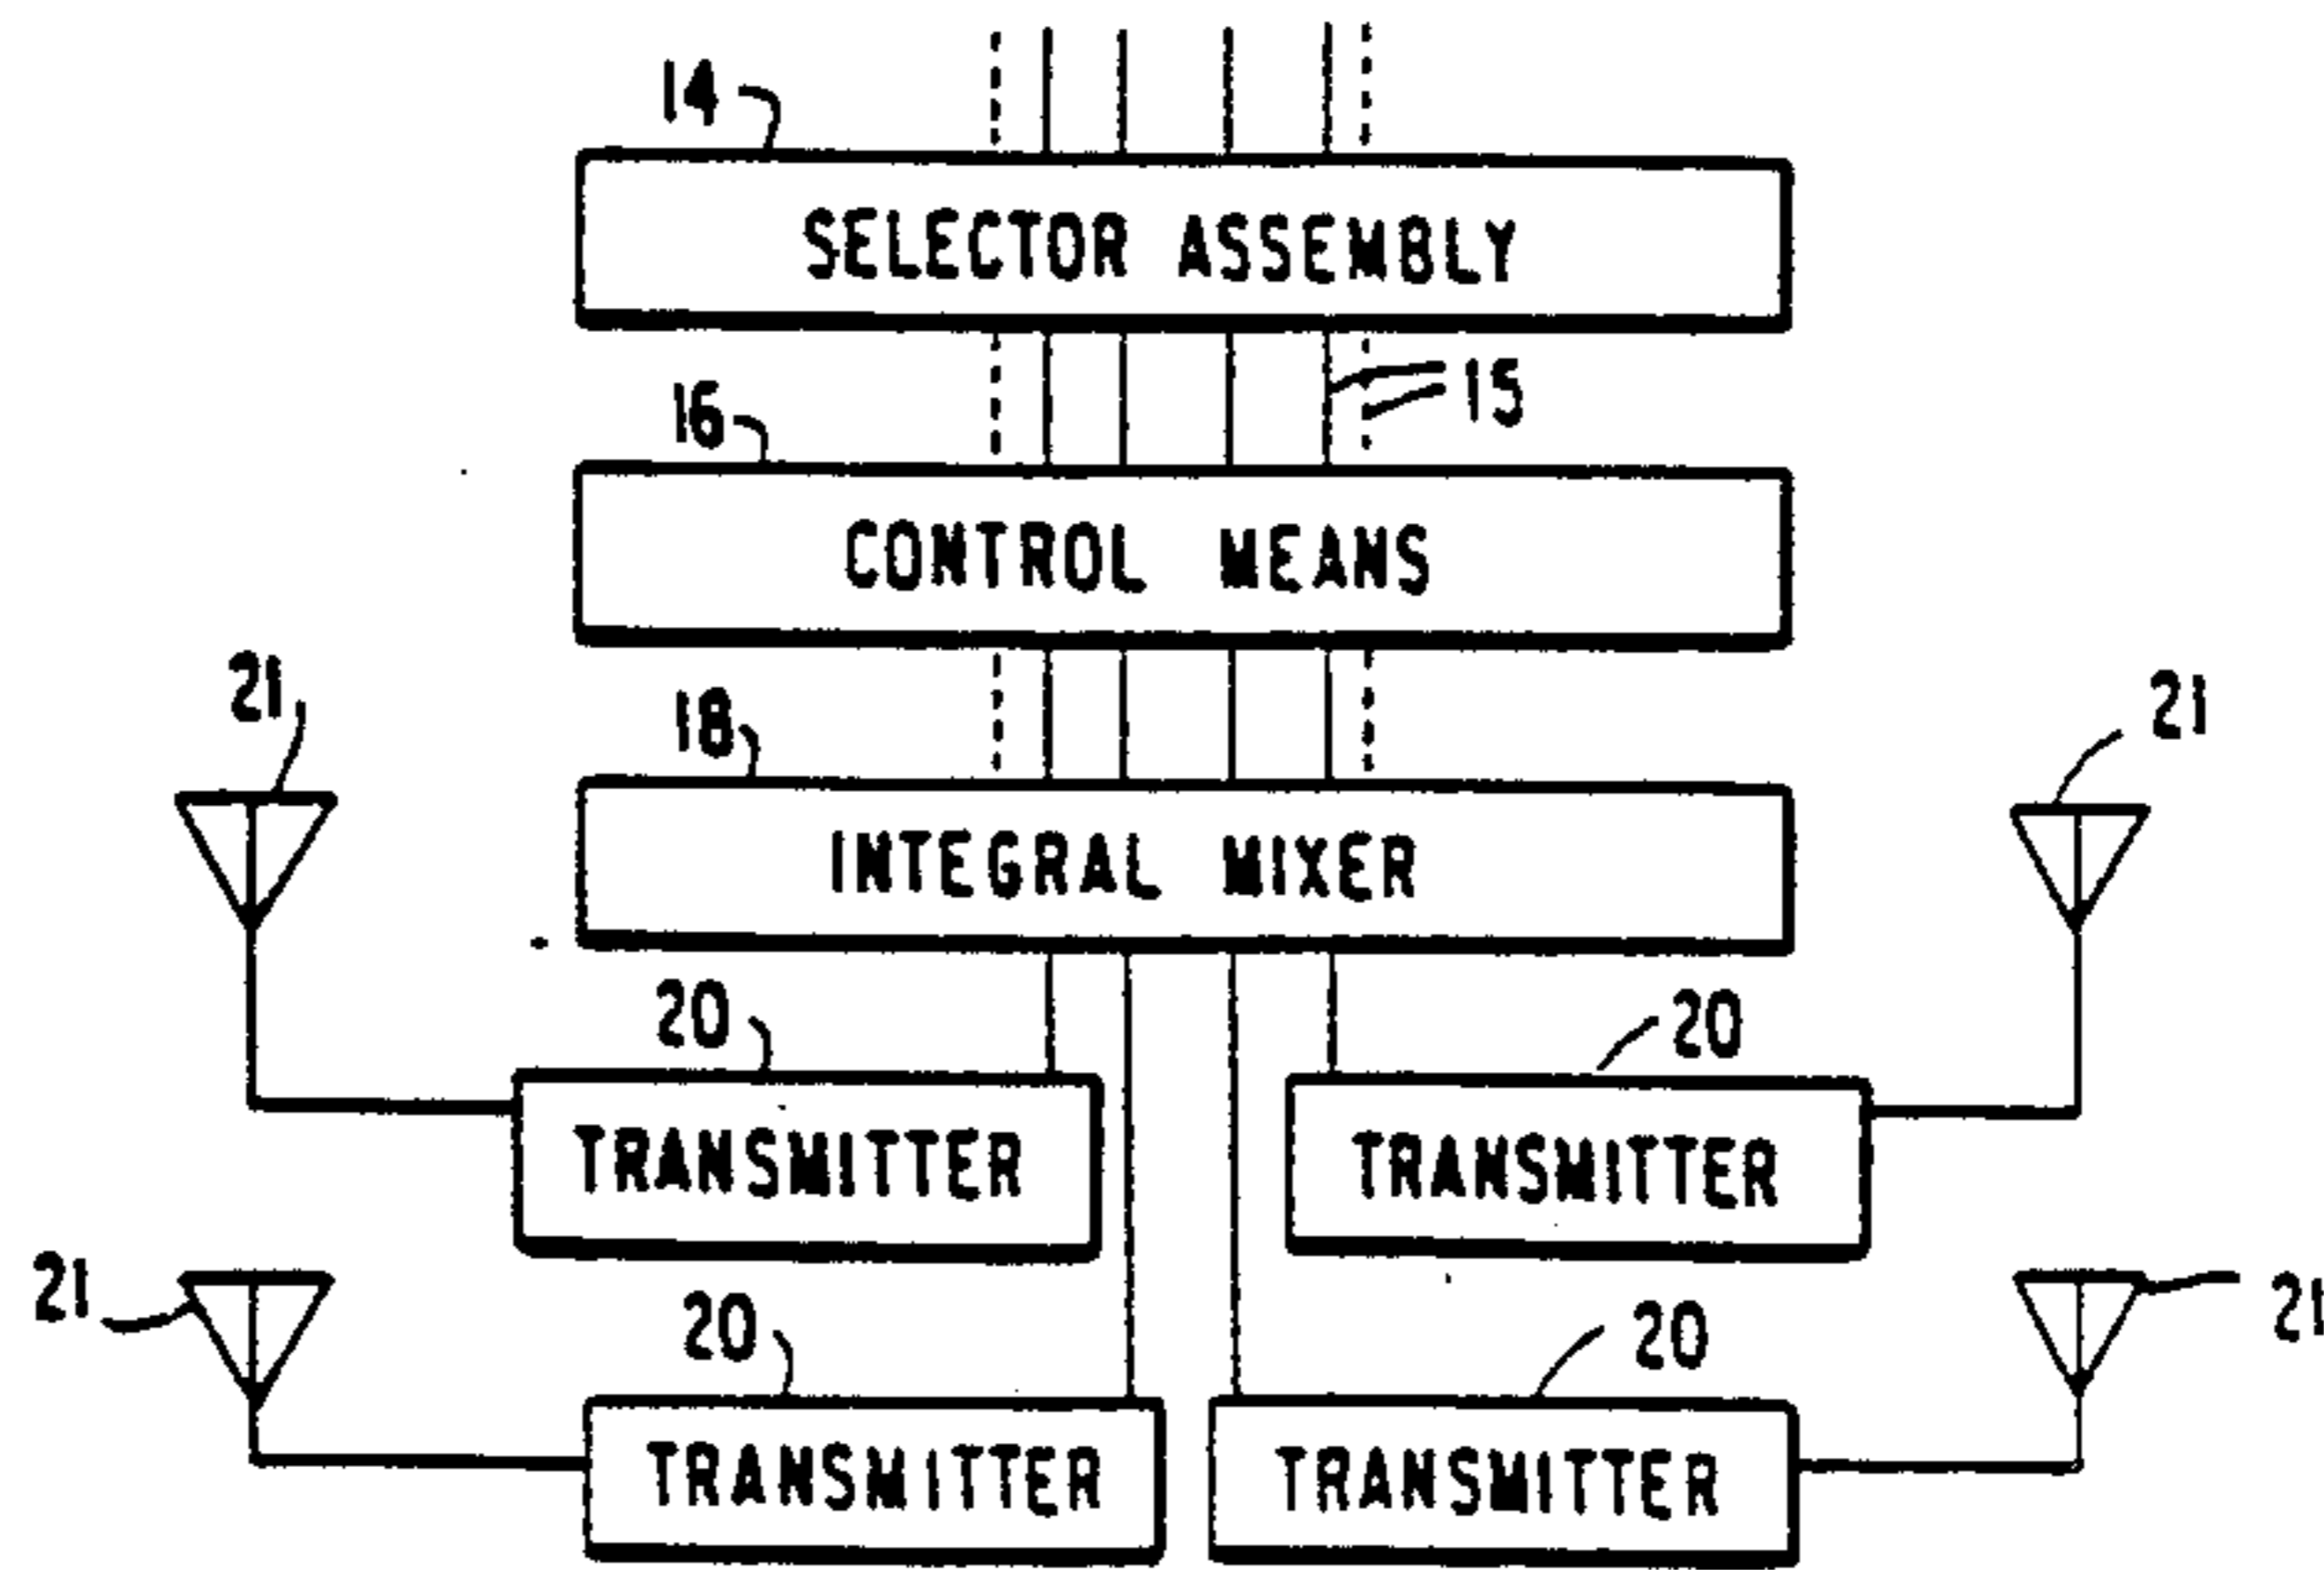 14
SELECTOR ASSEMBLY
15
16
CONTROL MEANS
21
18
21
INTEGRAL MIXER
20
20
TRANSMITTER
TRANSMITTER
21
20
20
21
TRANSMITTER
TRANSMITTER